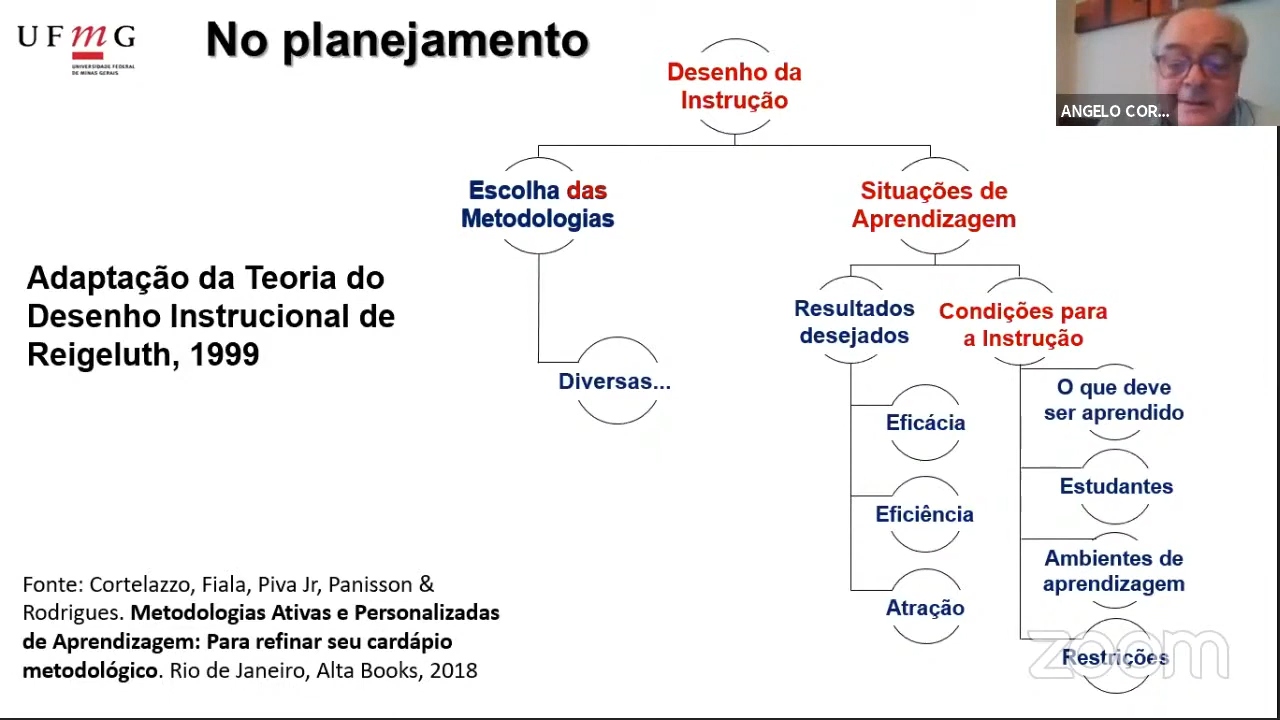 UFmG
UNIVERSIDADE FEDERAL
DE MINAS GERAIS
No planejamento
ANGELO COR...
Desenho da
Instrução
Escolha das
Metodologias
Situações de
Aprendizagem
Adaptação da Teoria do
Desenho Instrucional de
Reigeluth, 1999
Diversas...
Resultados
desejados
Condições para
a Instrução
Eficácia
Eficiência
Atração
O que deve
ser aprendido
Estudantes
Ambientes de
aprendizagem
Restrições
Fonte: Cortelazzo, Fiala, Piva Jr, Panisson &
Rodrigues. Metodologias Ativas e Personalizadas
de Aprendizagem: Para refinar seu cardápio
metodológico. Rio de Janeiro, Alta Books, 2018
zoom